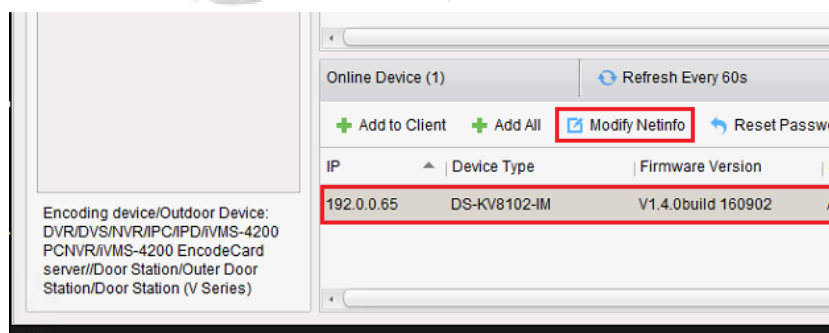 Online Device (1)
Refresh Every 60s
Add to Client
Add All
Modify Netinfo
Reset
IP
Device Type
Firmware Version
192.0.0.65
DS-KV8102-IM
V1.4.0build 160902
Encoding device/Outdoor Device:
DVR/DVS/NVR/IPC/IPD/iVMS-4200
PCNVR/iVMS-4200 EncodeCard
server//Door Station/Outer Door
Station/Door Station (V Series)